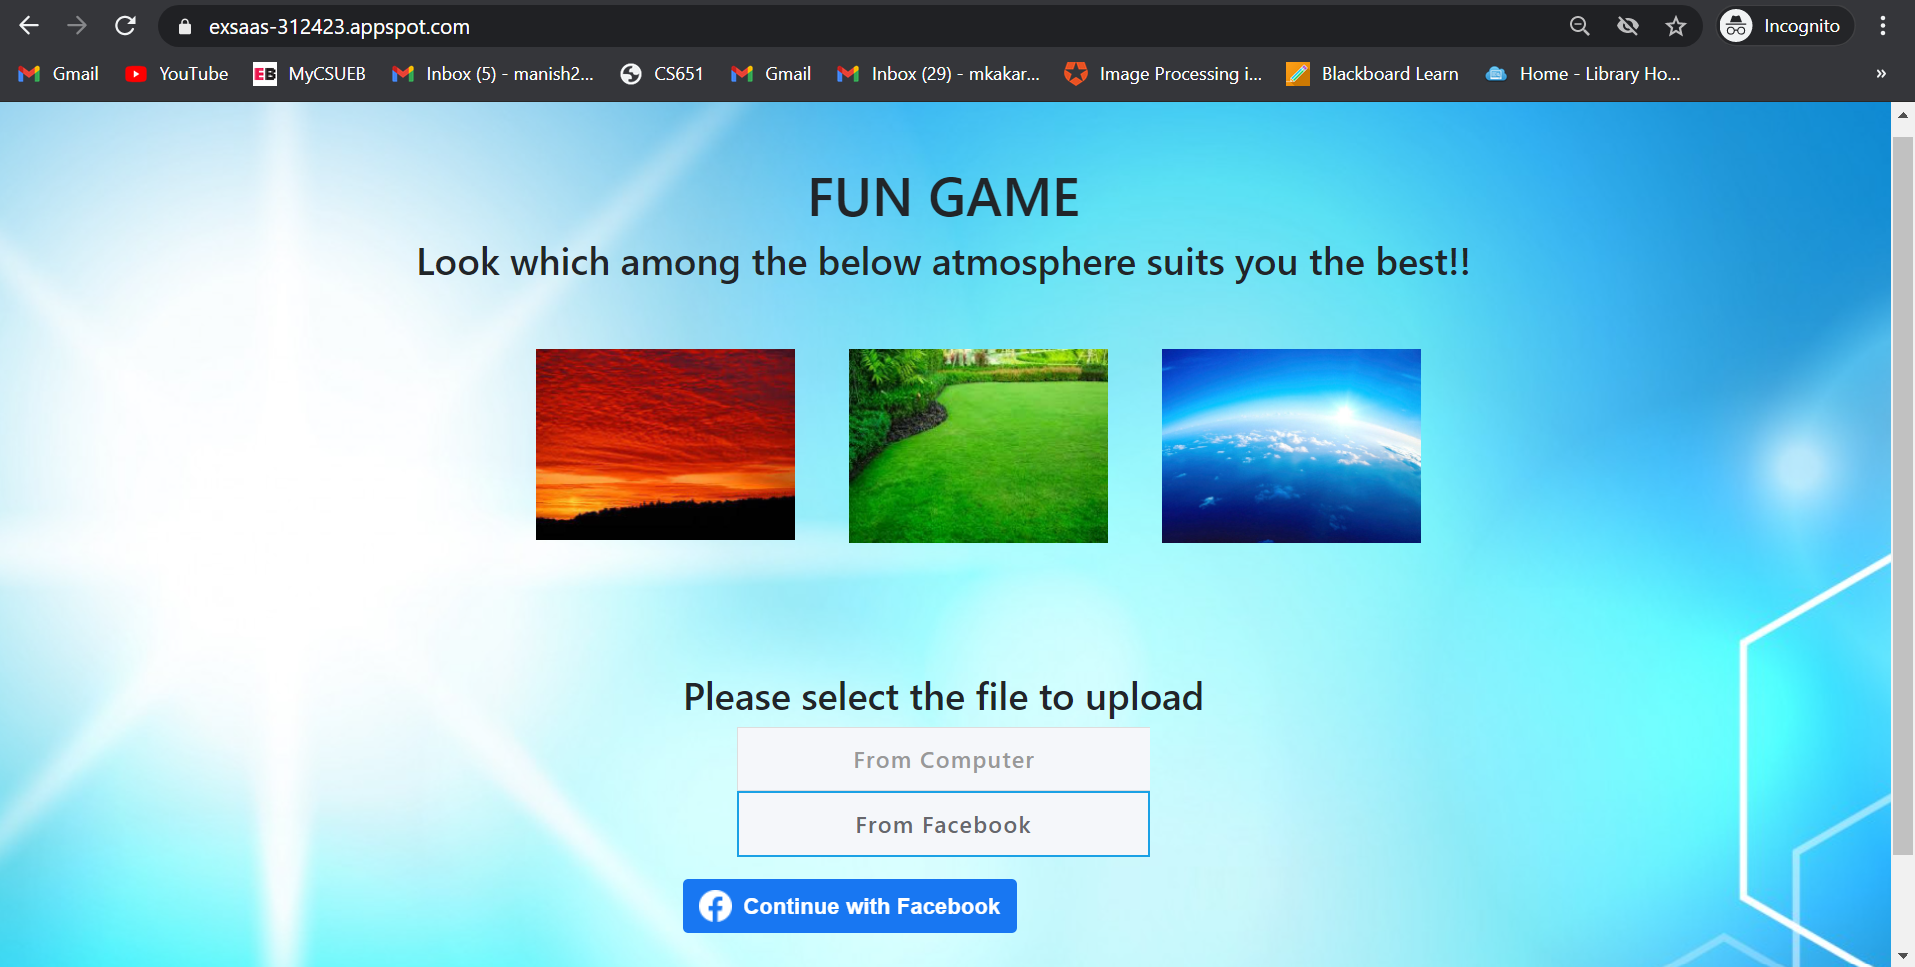 exsaas-312423.appspot.com
Incognito
Gmail YouTube EB MyCSUEB Inbox (5) - manish2... CS651 Gmail Inbox (29) - mkakar... Image Processing i... Blackboard Learn Home - Library Ho... »
FUN GAME
Look which among the below atmosphere suits you the best!!
Please select the file to upload
From Computer
From Facebook
Continue with Facebook